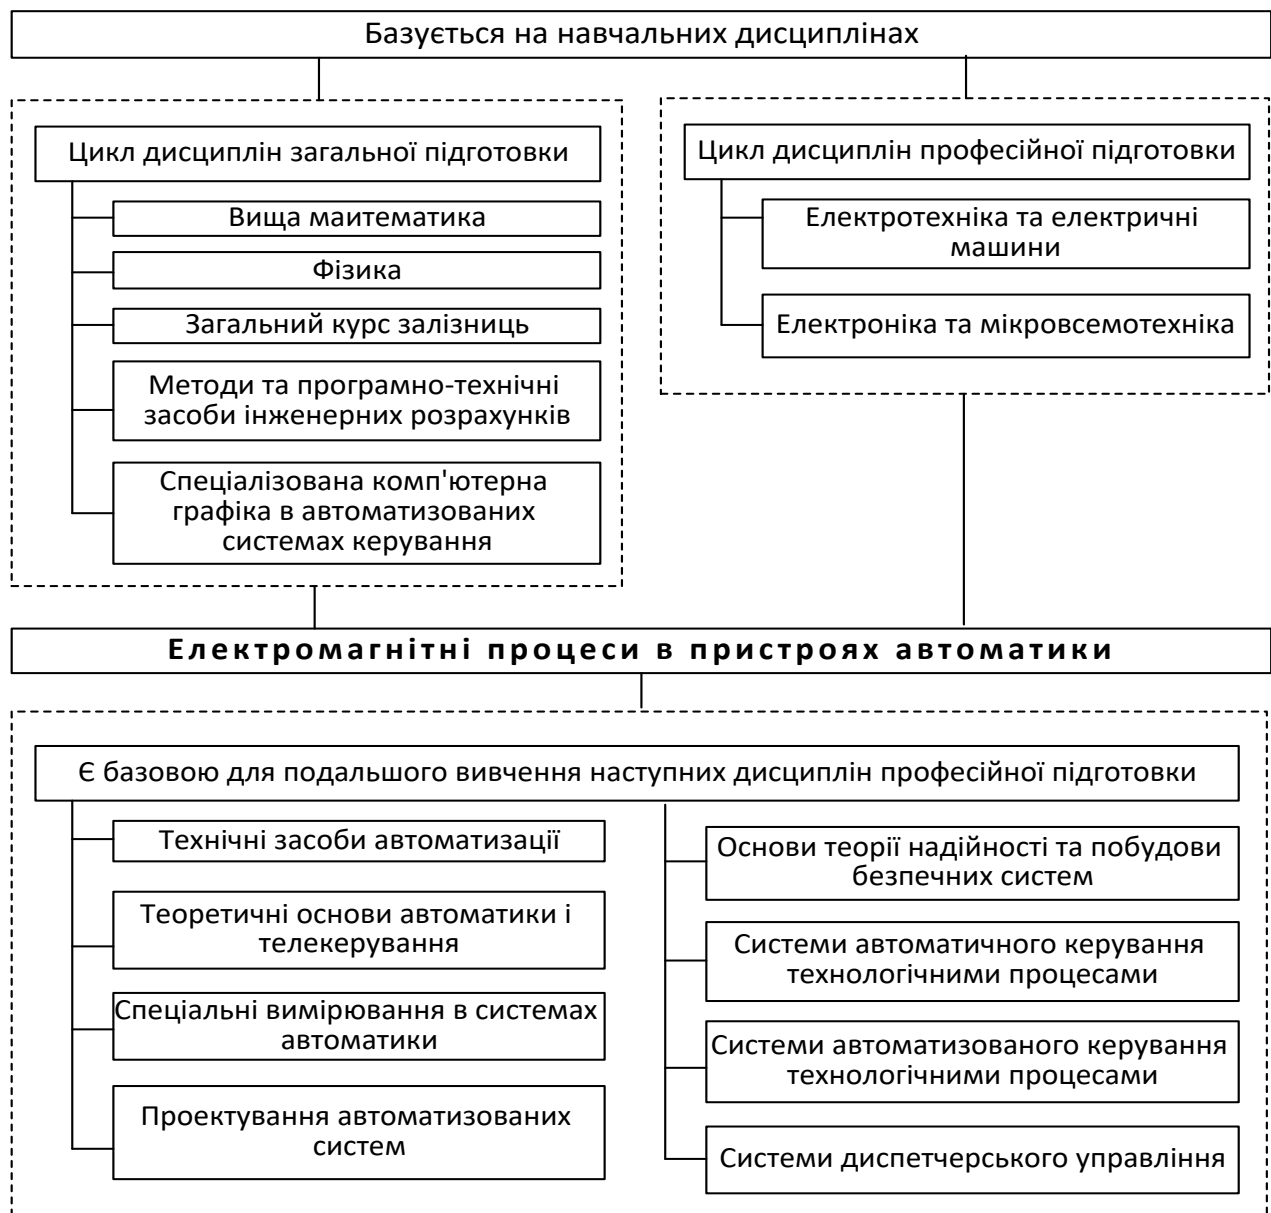 Базується на навчальних дисциплінах
Цикл дисциплін загальної підготовки
Вища маитематика
Фізика
Загальний курс залізниць
Методи та програмно-технічні
засоби інженерних розрахунків
Спеціалізована комп'ютерна
графіка в автоматизованих
системах керування
Цикл дисциплін професійної підготовки
Електротехніка та електричні
машини
Електроніка та мікровсемотехніка
Електромагнітні процеси в пристроях автоматики
Є базовою для подальшого вивчення наступних дисциплін професійної підготовки
Технічні засоби автоматизації
Теоретичні основи автоматики і
телекерування
Спеціальні вимірювання в системах
автоматики
Проектування автоматизованих
систем
Основи теорії надійності та побудови
безпечних систем
Системи автоматичного керування
технологічними процесами
Системи автоматизованого керування
технологічними процесами
Системи диспетчерського управління